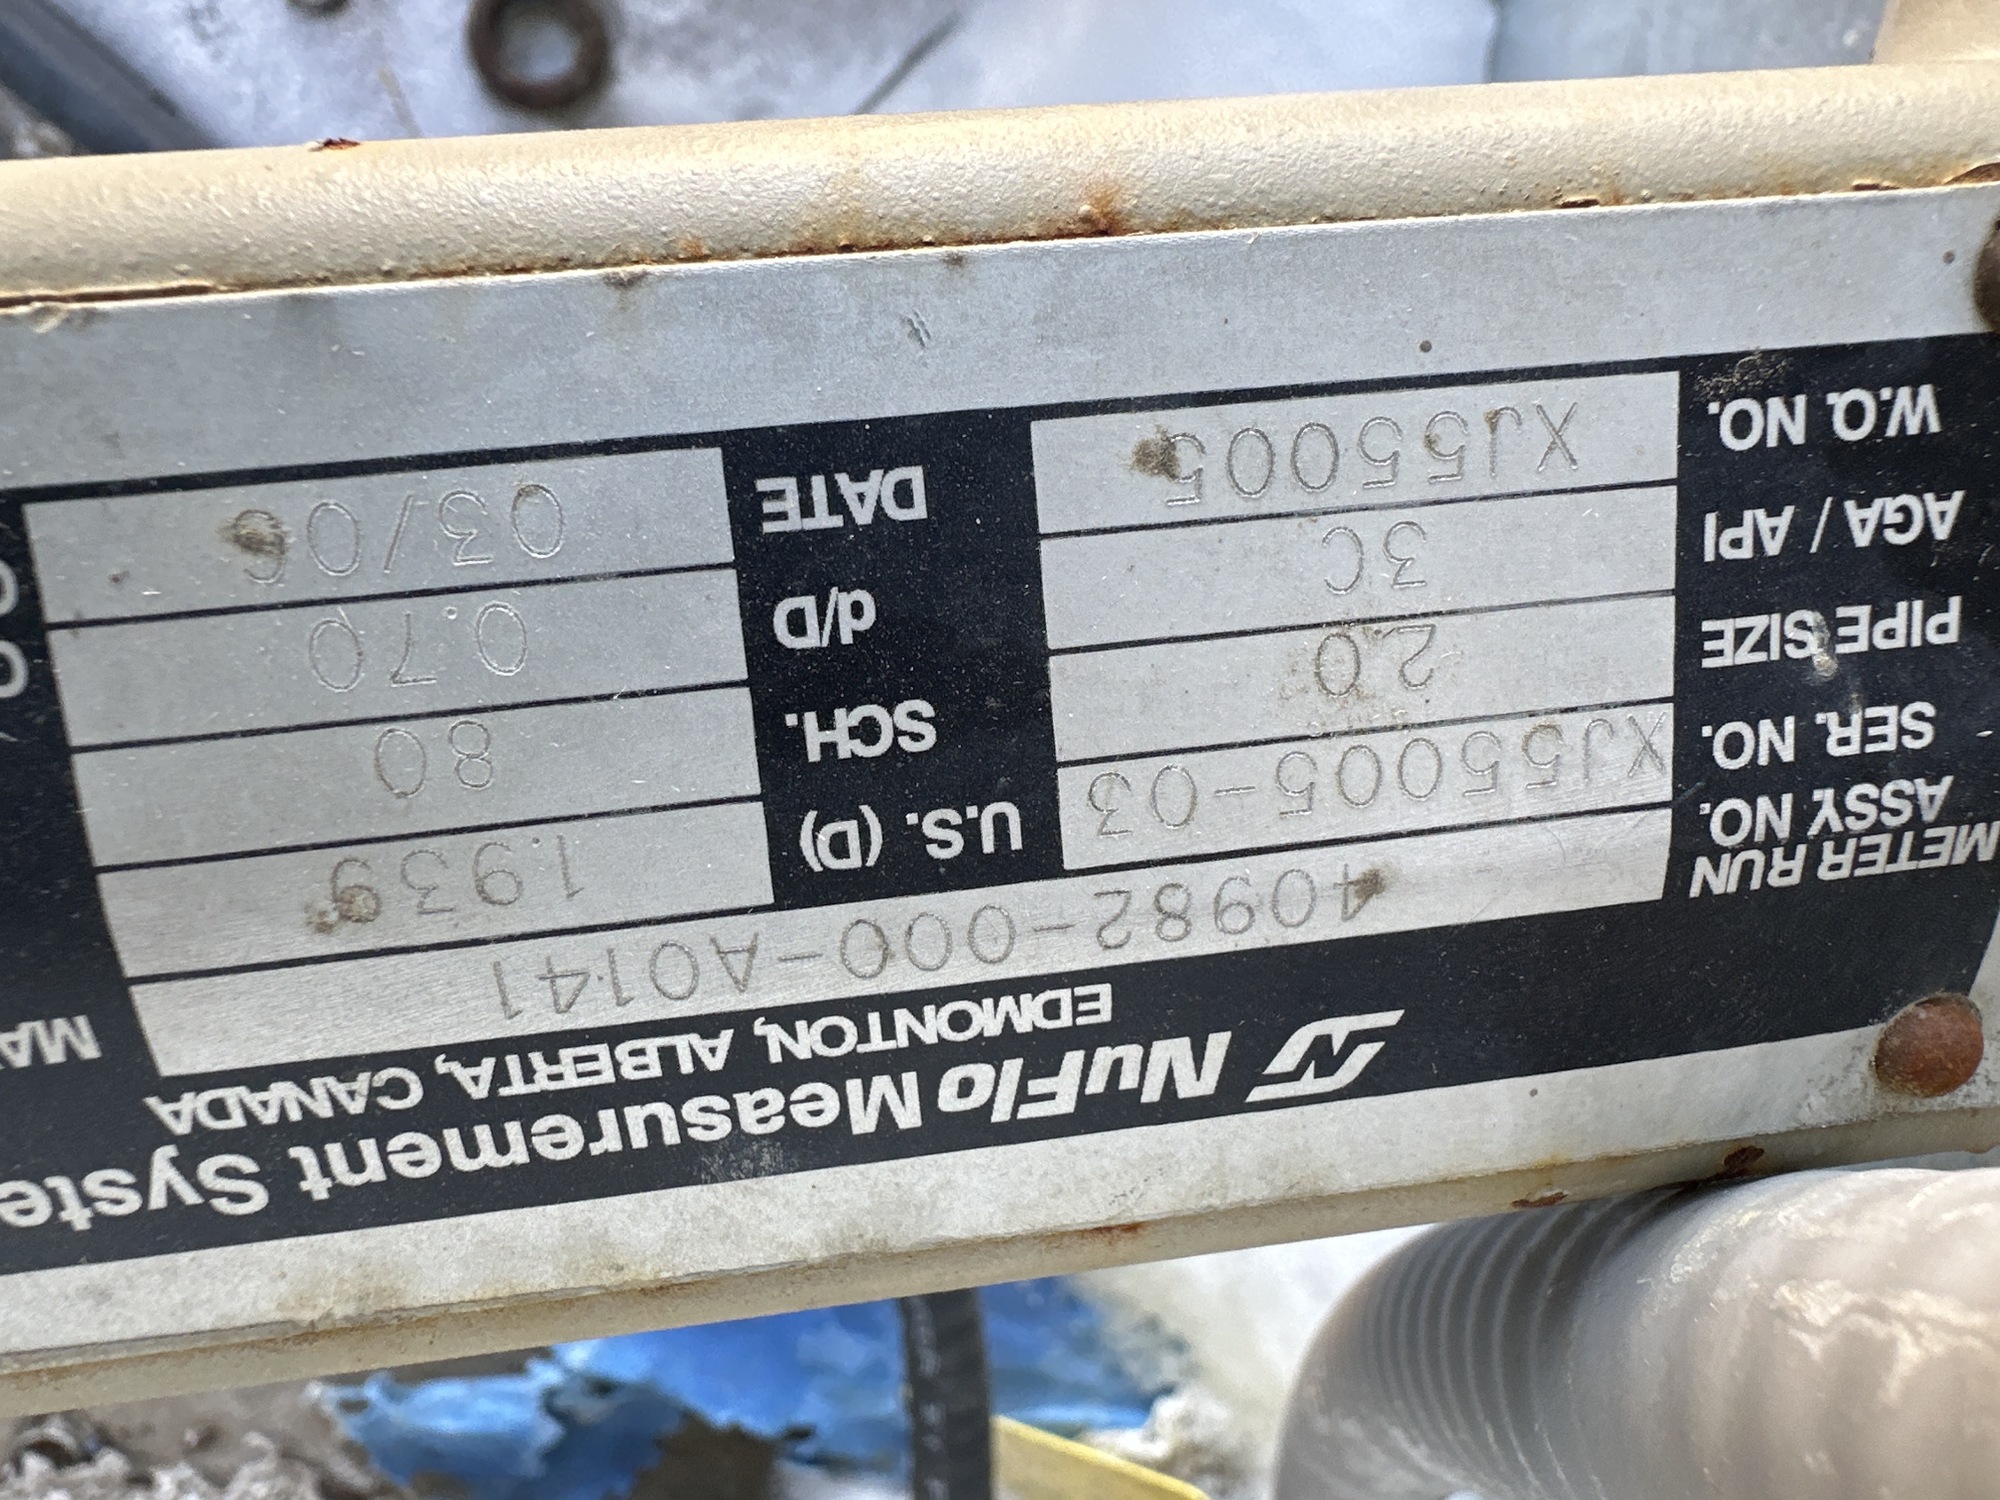 NuFlo Measurement Syste
EDMONTON, ALBERTA, CANADA
METER RUN
ASSY. NO. 40982-000-A0141
SER. NO. XJ55005-03 U.S. (D) 1.939
PIPE SIZE 2.0 SCH. 80
AGA / API 3C d/D 0.70
W.O. NO. XJ55005 DATE 03/06
MA